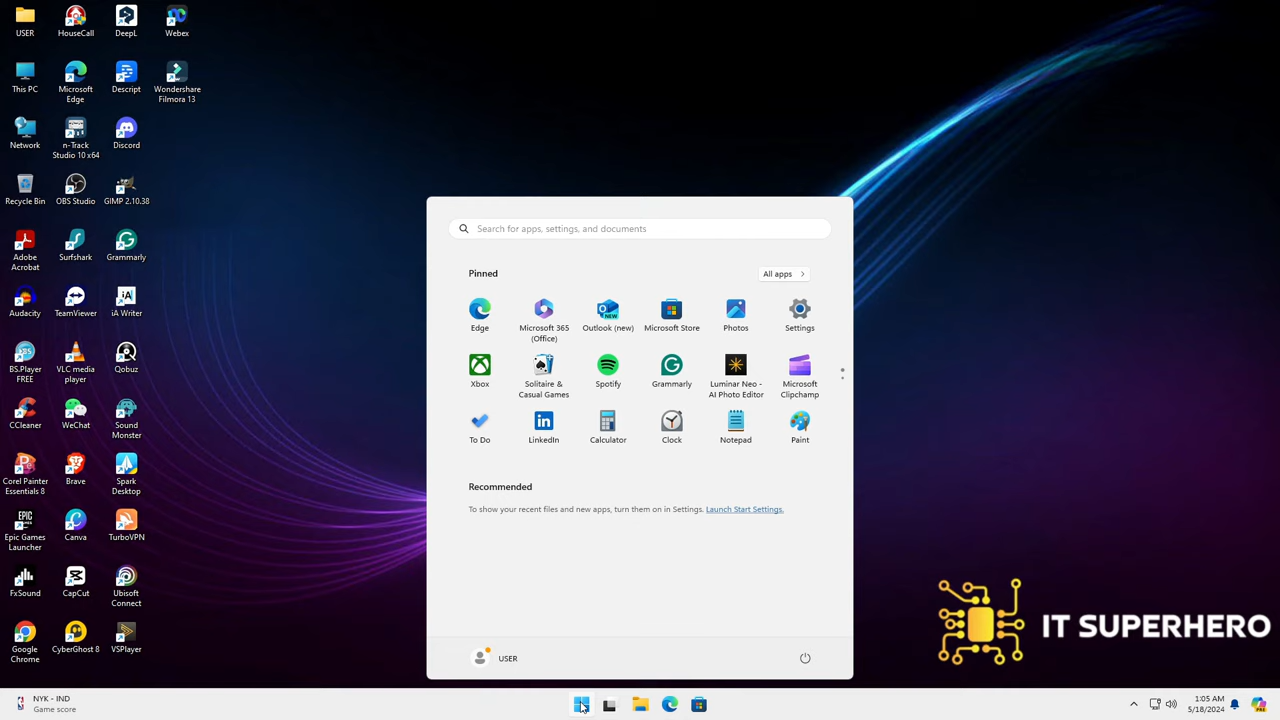 USER
HouseCall
DeepL
Webex
This PC
Microsoft
Edge
Descript
Wondershare
Filmora 13
Network
n-Track
Studio 10 x64
Discord
Recycle Bin
OBS Studio
GIMP 2.10.38
Adobe
Acrobat
Surfshark
Grammarly
Audacity
TeamViewer
iA Writer
BS.Player
FREE
VLC media
player
Qobuz
CCleaner
WeChat
Sound
Monster
Corel Painter
Essentials 8
Brave
Spark
Desktop
Epic Games
Launcher
Canva
TurboVPN
FxSound
CapCut
Ubisoft
Connect
Google
Chrome
CyberGhost 8
VSPlayer
Search for apps, settings, and documents
Pinned
All apps
Edge
Microsoft 365
(Office)
Outlook (new)
Microsoft Store
Photos
Settings
Xbox
Solitaire &
Casual Games
Spotify
Grammarly
Luminar Neo -
AI Photo Editor
Microsoft
Clipchamp
To Do
LinkedIn
Calculator
Clock
Notepad
Paint
Recommended
To show your recent files and new apps, turn them on in Settings. Launch Start Settings.
USER
IT SUPERHERO
NYK - IND
Game score
1:05 AM
5/18/2024